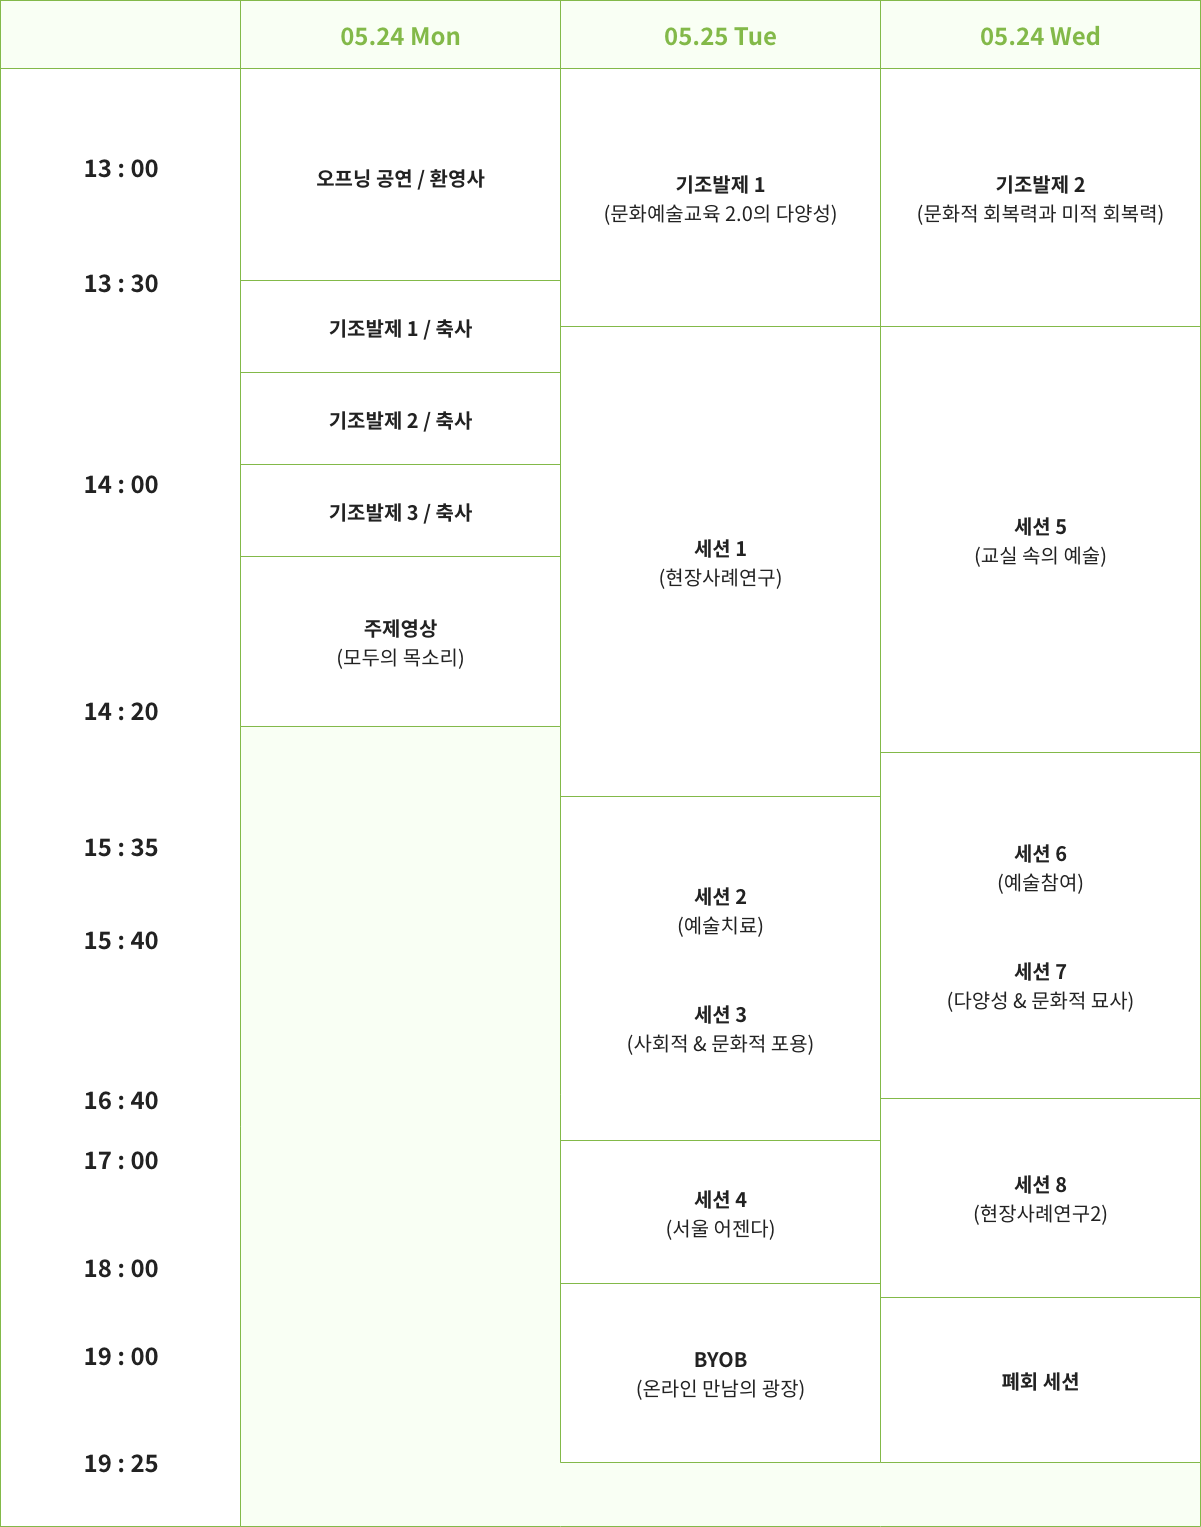 05.24 Mon
05.25 Tue
05.24 Wed
13 : 00
13 : 30
14 : 00
14 : 20
15 : 35
15 : 40
16 : 40
17 : 00
18 : 00
19 : 00
19 : 25
오프닝 공연 / 환영사
기조발제 1 / 축사
기조발제 2 / 축사
기조발제 3 / 축사
주제영상
(모두의 목소리)
기조발제 1
(문화예술교육 2.0의 다양성)
세션 1
(현장사례연구)
세션 2
(예술치료)
세션 3
(사회적 & 문화적 포용)
세션 4
(서울 어젠다)
BYOB
(온라인 만남의 광장)
기조발제 2
(문화적 회복력과 미적 회복력)
세션 5
(교실 속의 예술)
세션 6
(예술참여)
세션 7
(다양성 & 문화적 묘사)
세션 8
(현장사례연구2)
폐회 세션